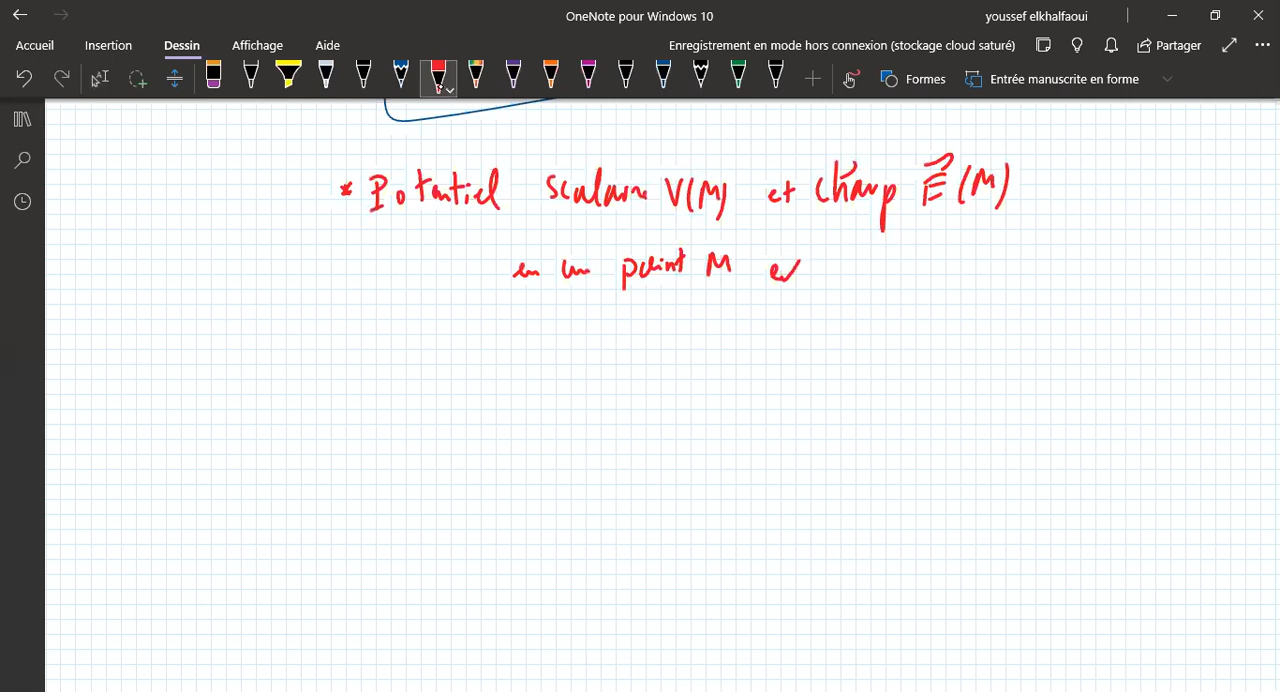 OneNote pour Windows 10
youssef elkhalfaoui
Accueil Insertion Dessin Affichage Aide
Enregistrement en mode hors connexion (stockage cloud saturé)
Partager
Formes
Entrée manuscrite en forme
* Potentiel Scalaire V(M) et champ E⃗(M)
en un point M